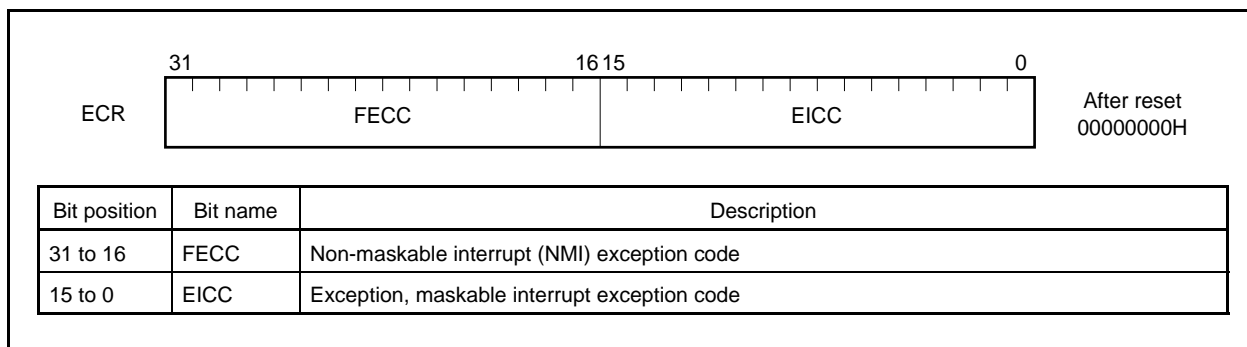 31 16 15 0
ECR FECC EICC After reset
00000000H
Bit position Bit name Description
31 to 16 FECC Non-maskable interrupt (NMI) exception code
15 to 0 EICC Exception, maskable interrupt exception code